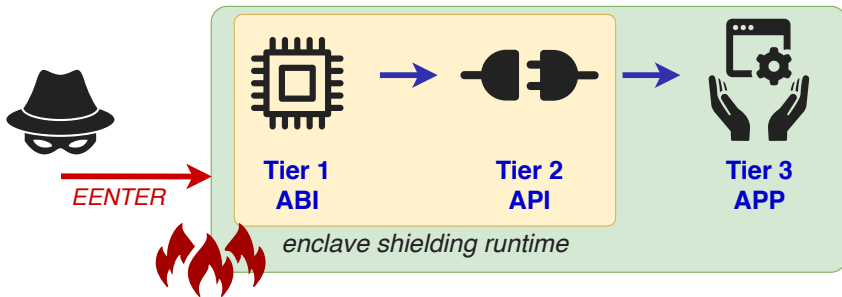 Tier 1
ABI
Tier 2
API
Tier 3
APP
EENTER
enclave shielding runtime